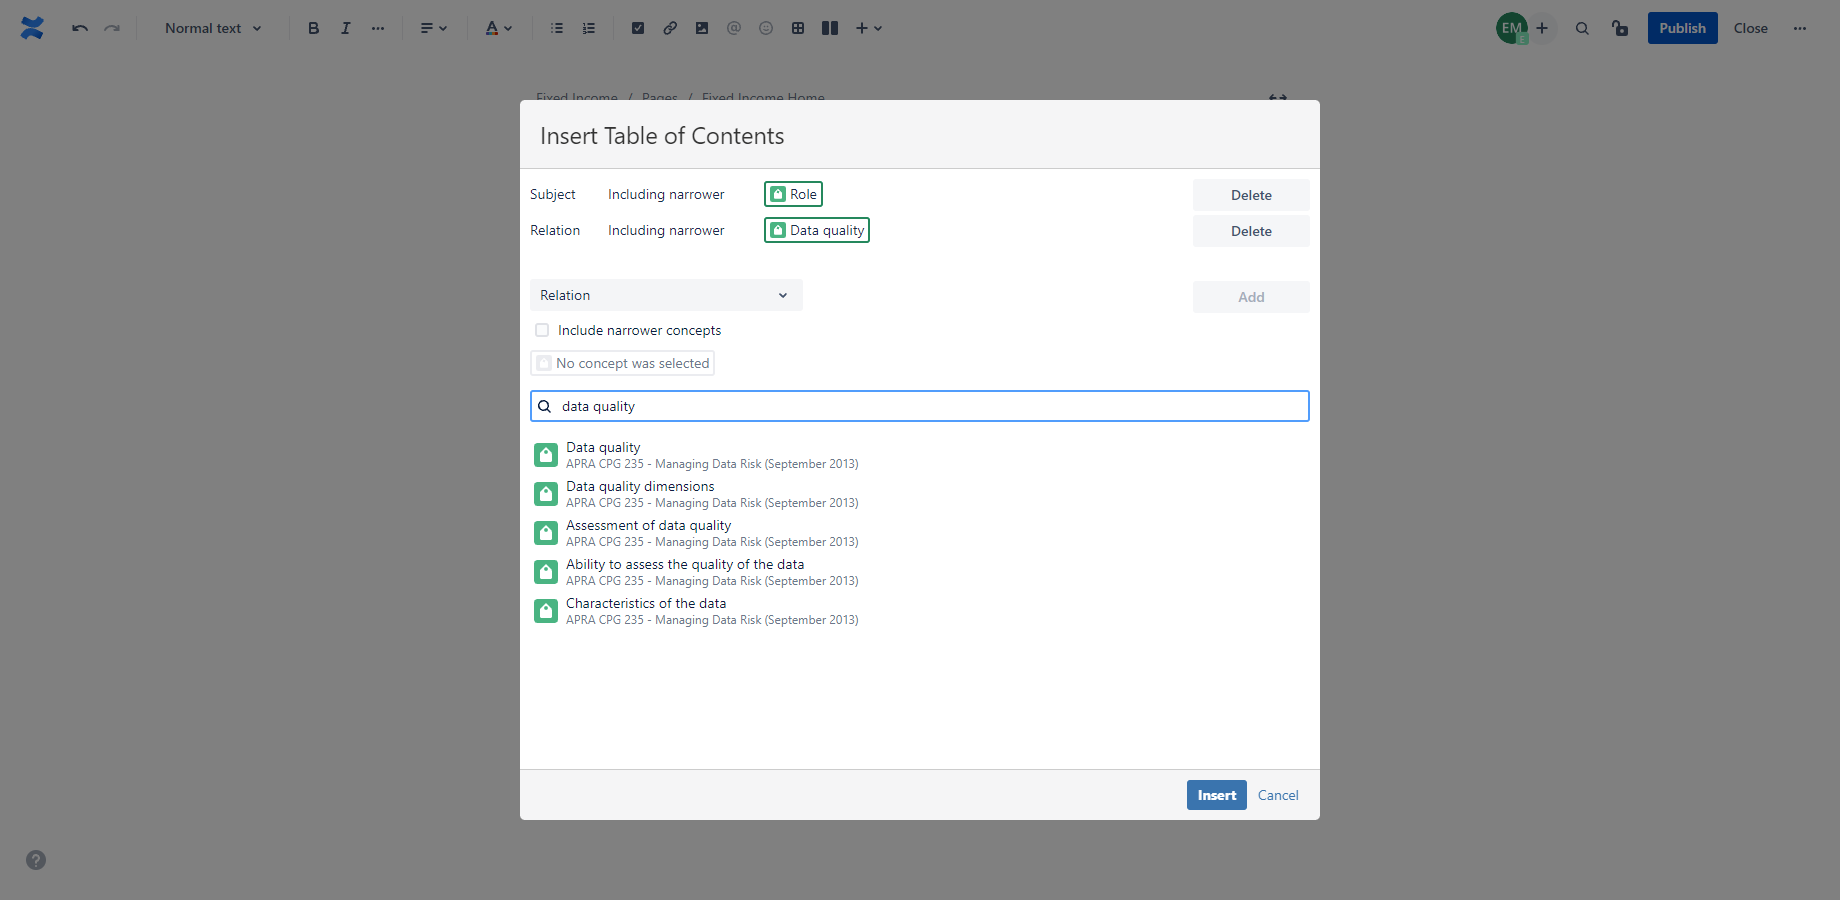 Normal text
B
I
A
EM
E
Publish
Close
Fixed Income / Pages / Fixed Income Home
Insert Table of Contents
Subject Including narrower Role Delete
Relation Including narrower Data quality Delete
Relation Add
Include narrower concepts
No concept was selected
data quality
Data quality
APRA CPG 235 - Managing Data Risk (September 2013)
Data quality dimensions
APRA CPG 235 - Managing Data Risk (September 2013)
Assessment of data quality
APRA CPG 235 - Managing Data Risk (September 2013)
Ability to assess the quality of the data
APRA CPG 235 - Managing Data Risk (September 2013)
Characteristics of the data
APRA CPG 235 - Managing Data Risk (September 2013)
Insert Cancel